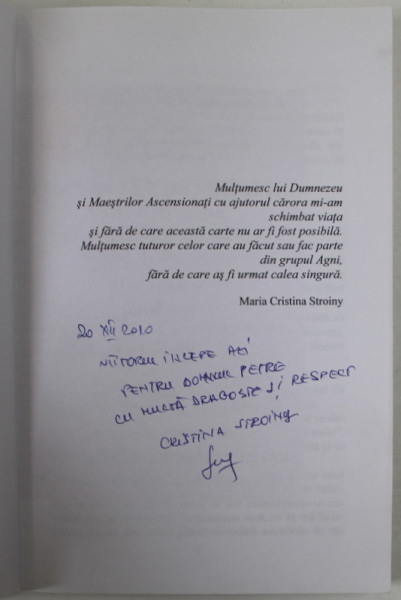 Mulțumesc lui Dumnezeu
și Maeștrilor Ascensionați cu ajutorul cărora mi-am
schimbat viața
și fără de care această carte nu ar fi fost posibilă.
Mulțumesc tuturor celor care au făcut sau fac parte
din grupul Agni,
fără de care aș fi urmat calea singură.
Maria Cristina Stroiny
20 XII 2010
VIITORUL ÎNCEPE AZI
PENTRU DOMNUL PETRE
CU MULTĂ DRAGOSTE ȘI RESPECT
CRISTINA STROINY